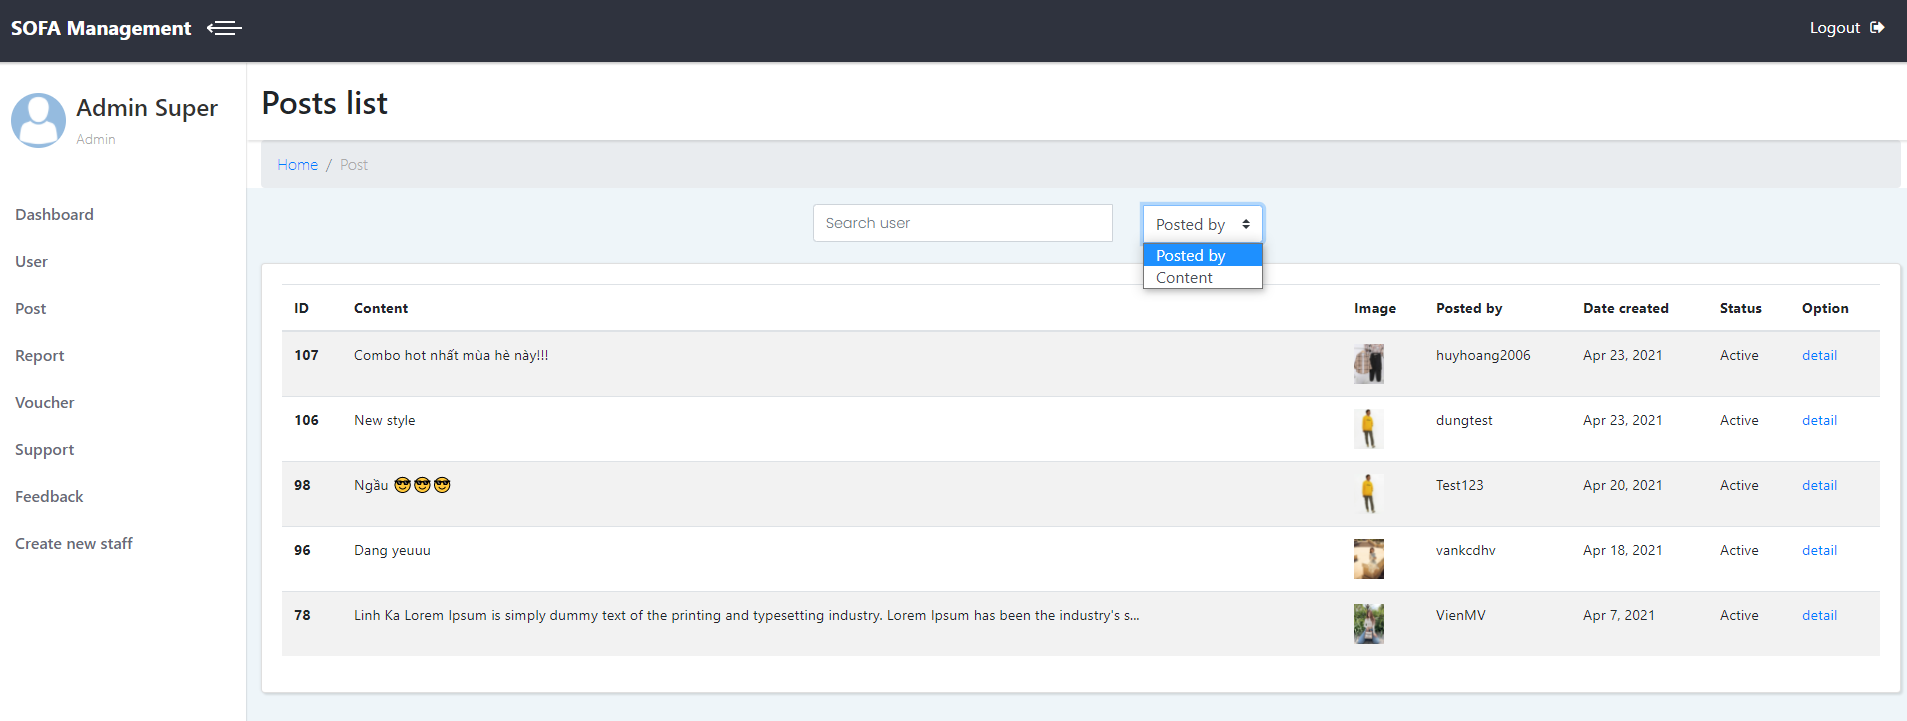 SOFA Management
Logout
Admin Super
Admin
Dashboard
User
Post
Report
Voucher
Support
Feedback
Create new staff
Posts list
Home / Post
Search user
Posted by
Posted by
Content
ID Content Image Posted by Date created Status Option
107 Combo hot nhất mùa hè này!!! huyhoang2006 Apr 23, 2021 Active detail
106 New style dungtest Apr 23, 2021 Active detail
98 Ngầu 😎😎😎 Test123 Apr 20, 2021 Active detail
96 Dang yeuuu vankcdhv Apr 18, 2021 Active detail
78 Linh Ka Lorem Ipsum is simply dummy text of the printing and typesetting industry. Lorem Ipsum has been the industry's s... VienMV Apr 7, 2021 Active detail